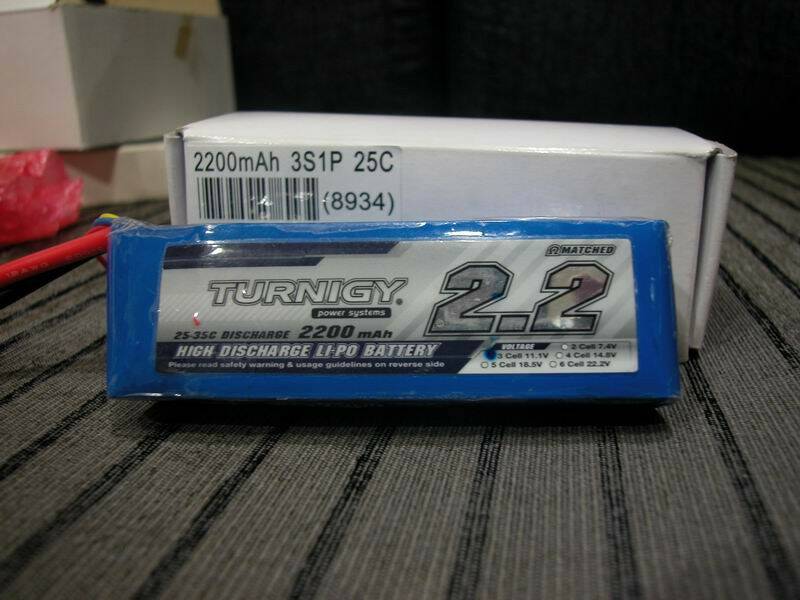 2200mAh 3S1P 25C
(8934)
Ω MATCHED
TURNIGY®
power systems
2.2
25-35C DISCHARGE 2200 mAh
HIGH DISCHARGE LI-PO BATTERY
Please read safety warning & usage guidelines on reverse side
VOLTAGE
2 Cell 7.4V
3 Cell 11.1V
4 Cell 14.8V
5 Cell 18.5V
6 Cell 22.2V